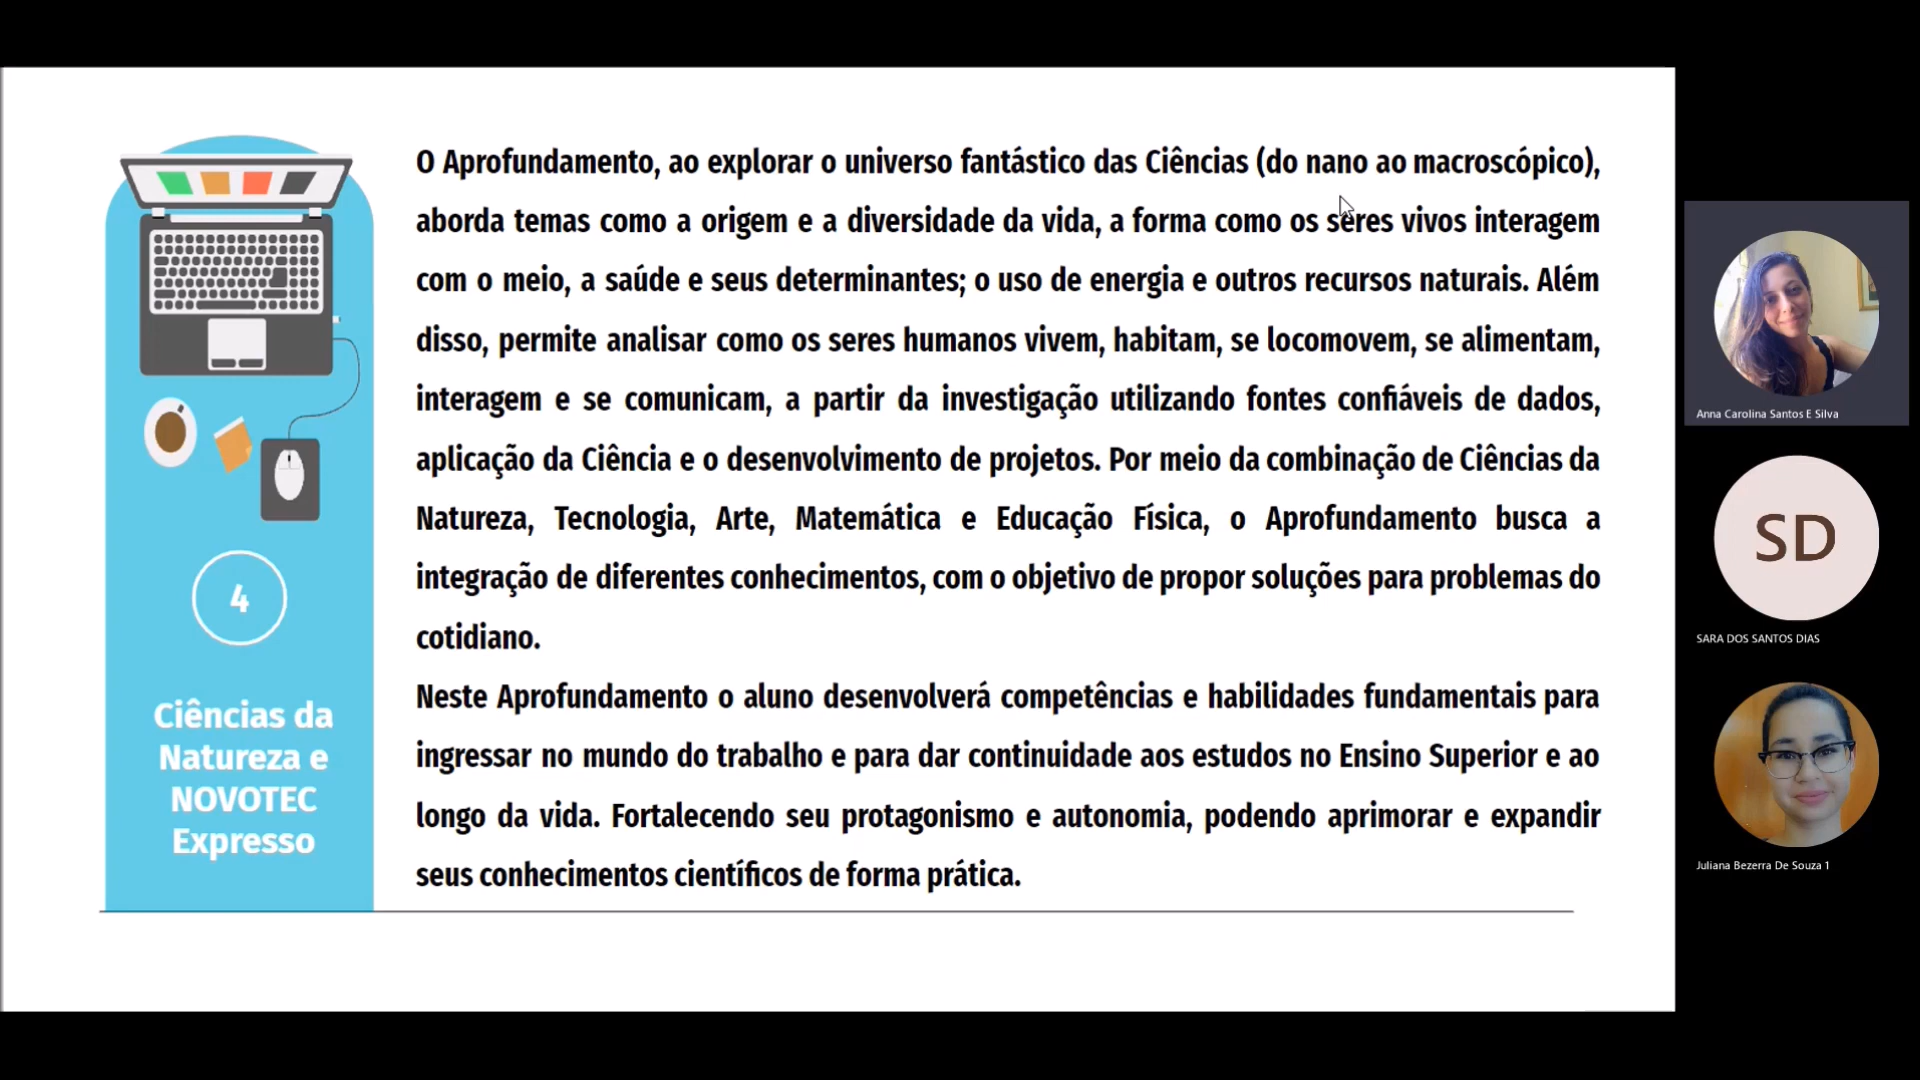 4
Ciências da
Natureza e
NOVOTEC
Expresso
O Aprofundamento, ao explorar o universo fantástico das Ciências (do nano ao macroscópico),
aborda temas como a origem e a diversidade da vida, a forma como os seres vivos interagem
com o meio, a saúde e seus determinantes; o uso de energia e outros recursos naturais. Além
disso, permite analisar como os seres humanos vivem, habitam, se locomovem, se alimentam,
interagem e se comunicam, a partir da investigação utilizando fontes confiáveis de dados,
aplicação da Ciência e o desenvolvimento de projetos. Por meio da combinação de Ciências da
Natureza, Tecnologia, Arte, Matemática e Educação Física, o Aprofundamento busca a
integração de diferentes conhecimentos, com o objetivo de propor soluções para problemas do
cotidiano.
Neste Aprofundamento o aluno desenvolverá competências e habilidades fundamentais para
ingressar no mundo do trabalho e para dar continuidade aos estudos no Ensino Superior e ao
longo da vida. Fortalecendo seu protagonismo e autonomia, podendo aprimorar e expandir
seus conhecimentos científicos de forma prática.
Anna Carolina Santos E Silva
SD
SARA DOS SANTOS DIAS
Juliana Bezerra De Souza 1